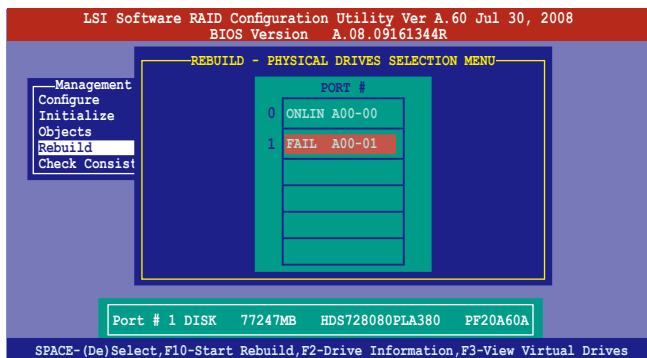 LSI Software RAID Configuration Utility Ver A.60 Jul 30, 2008
BIOS Version A.08.09161344R
REBUILD - PHYSICAL DRIVES SELECTION MENU
Management
Configure
Initialize
Objects
Rebuild
Check Consist
PORT #
0 ONLIN A00-00
1 FAIL A00-01
Port # 1 DISK 77247MB HDS728080PLA380 PF20A60A
SPACE-(De)Selec,F10-Start Rebuild,F2-Drive Information,F3-View Virtual Drives